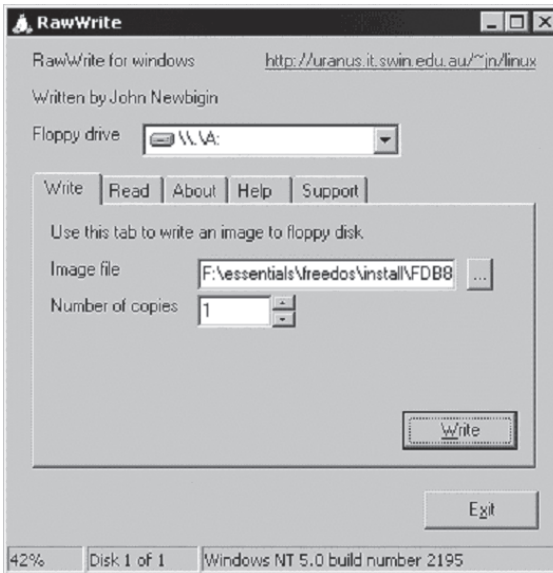 RawWrite
RawWrite for windows http://uranus.it.swin.edu.au/~jn/linux
Written by John Newbigin
Floppy drive \\.\A:
Write Read About Help Support
Use this tab to write an image to floppy disk
Image file F:\essentials\freedos\install\FDB8 ...
Number of copies 1
Write
Exit
42% Disk 1 of 1 Windows NT 5.0 build number 2195